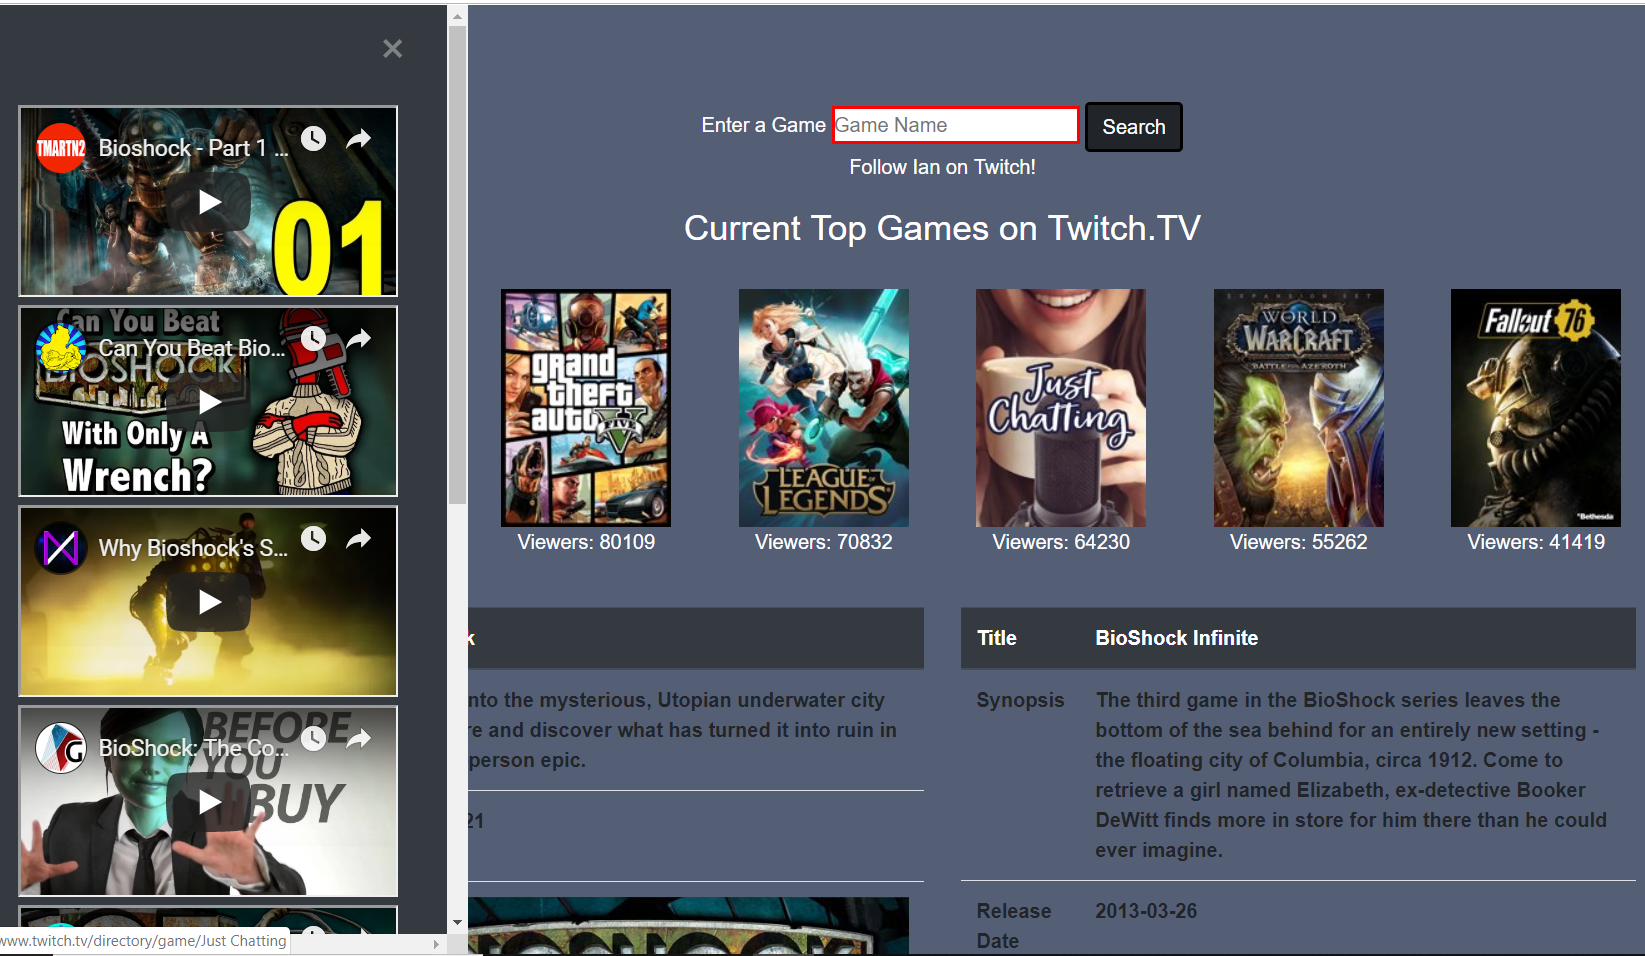 ×
TMARTN2
Bioshock - Part 1 ...
01
Can You Beat
Can You Beat Bio...
BIOSHOCK
With Only A
Wrench?
Why Bioshock's S...
BEFORE
BioShock: The Co...
YOU
BUY
www.twitch.tv/directory/game/Just Chatting
Enter a Game Game Name Search
Follow Ian on Twitch!
Current Top Games on Twitch.TV
grand
theft
auto
FIVE
LEAGUE OF
LEGENDS
Just
Chatting
EXPANSION SET
WORLD
WARCRAFT
BATTLE FOR AZEROTH
Fallout 76
Bethesda
Viewers: 80109 Viewers: 70832 Viewers: 64230 Viewers: 55262 Viewers: 41419
k
nto the mysterious, Utopian underwater city
re and discover what has turned it into ruin in
person epic.
21
Title BioShock Infinite
Synopsis The third game in the BioShock series leaves the
bottom of the sea behind for an entirely new setting -
the floating city of Columbia, circa 1912. Come to
retrieve a girl named Elizabeth, ex-detective Booker
DeWitt finds more in store for him there than he could
ever imagine.
Release 2013-03-26
Date